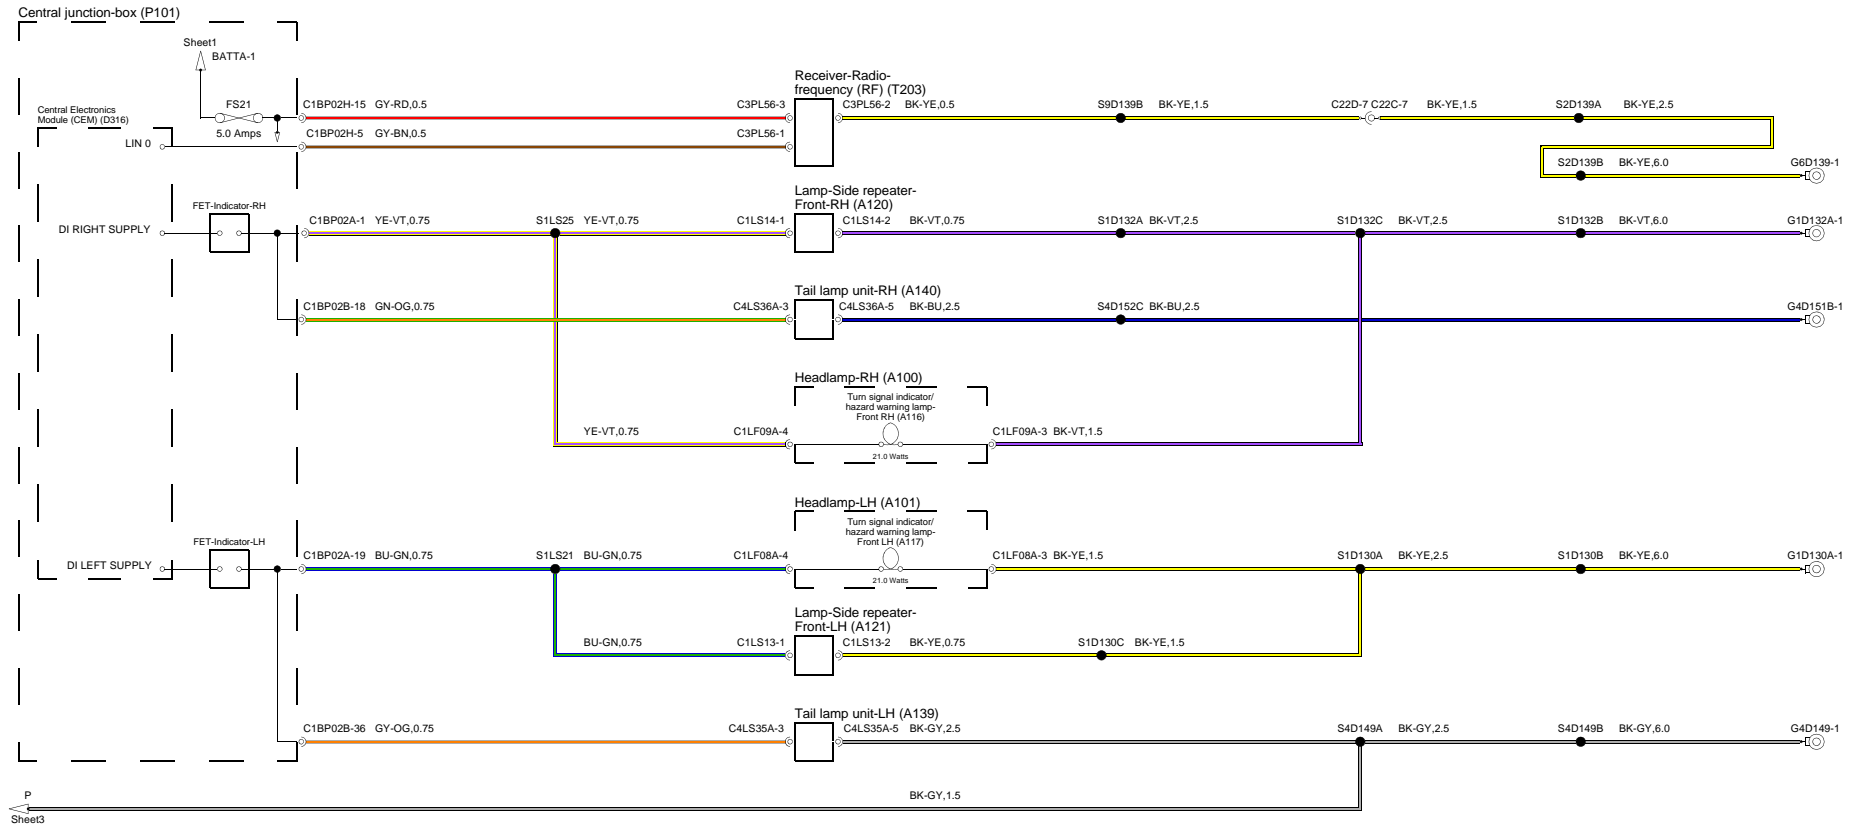 Central junction-box (P101)
Sheet1
BATTA-1
Central Electronics
Module (CEM) (D316)
FS21
5.0 Amps
LIN 0
C1BP02H-15 GY-RD,0.5
C3PL56-3
C1BP02H-5 GY-BN,0.5
C3PL56-1
Receiver-Radio-
frequency (RF) (T203)
C3PL56-2 BK-YE,0.5
S9D139B BK-YE,1.5
C22D-7 C22C-7 BK-YE,1.5
S2D139A BK-YE,2.5
S2D139B BK-YE,6.0
G6D139-1
FET-Indicator-RH
DI RIGHT SUPPLY
C1BP02A-1 YE-VT,0.75
S1LS25 YE-VT,0.75
C1LS14-1
Lamp-Side repeater-
Front-RH (A120)
C1LS14-2 BK-VT,0.75
S1D132A BK-VT,2.5
S1D132C BK-VT,2.5
S1D132B BK-VT,6.0
G1D132A-1
C1BP02B-18 GN-OG,0.75
C4LS36A-3
Tail lamp unit-RH (A140)
C4LS36A-5 BK-BU,2.5
S4D152C BK-BU,2.5
G4D151B-1
Headlamp-RH (A100)
Turn signal indicator/
hazard warning lamp-
Front RH (A116)
21.0 Watts
YE-VT,0.75
C1LF09A-4
C1LF09A-3 BK-VT,1.5
Headlamp-LH (A101)
Turn signal indicator/
hazard warning lamp-
Front LH (A117)
21.0 Watts
FET-Indicator-LH
DI LEFT SUPPLY
C1BP02A-19 BU-GN,0.75
S1LS21 BU-GN,0.75
C1LF08A-4
C1LF08A-3 BK-YE,1.5
S1D130A BK-YE,2.5
S1D130B BK-YE,6.0
G1D130A-1
Lamp-Side repeater-
Front-LH (A121)
BU-GN,0.75
C1LS13-1
C1LS13-2 BK-YE,0.75
S1D130C BK-YE,1.5
Tail lamp unit-LH (A139)
C1BP02B-36 GY-OG,0.75
C4LS35A-3
C4LS35A-5 BK-GY,2.5
S4D149A BK-GY,2.5
S4D149B BK-GY,6.0
G4D149-1
P
Sheet3
BK-GY,1.5